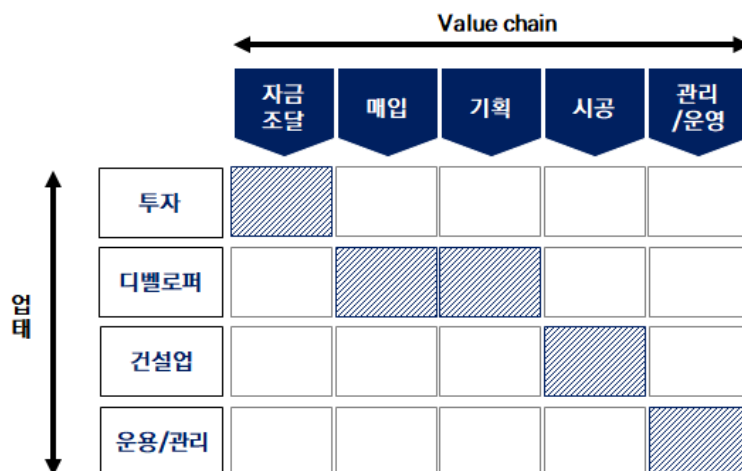 Value chain
자금
조달
매입
기획
시공
관리
/운영
업태
투자
디벨로퍼
건설업
운용/관리